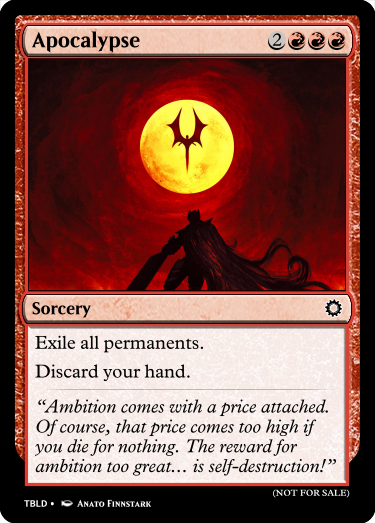 Apocalypse 2
Sorcery
Exile all permanents.
Discard your hand.
“Ambition comes with a price attached.
Of course, that price comes too high if
you die for nothing. The reward for
ambition too great… is self-destruction!”
(NOT FOR SALE)
TBLD • Anato Finnstark